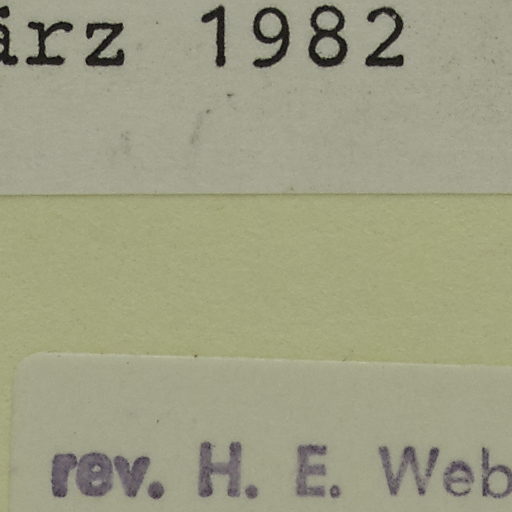 ärz 1982
rev. H. E. Web